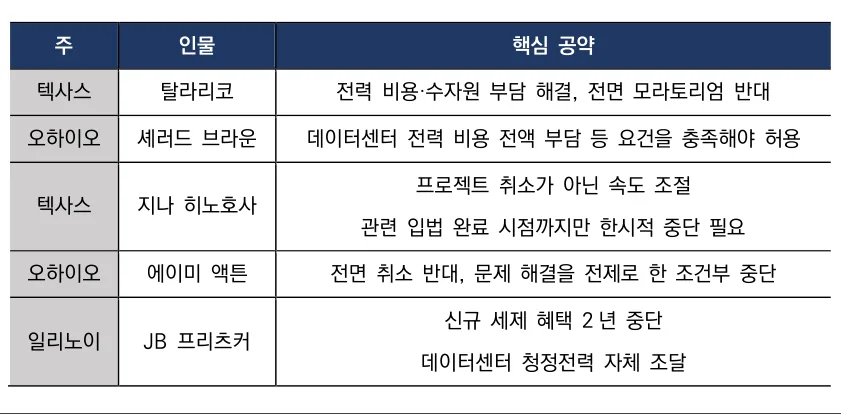 주 인물 핵심 공약
텍사스 탈라리코 전력 비용·수자원 부담 해결, 전면 모라토리엄 반대
오하이오 셰러드 브라운 데이터센터 전력 비용 전액 부담 등 요건을 충족해야 허용
텍사스 지나 히노호사 프로젝트 취소가 아닌 속도 조절
관련 입법 완료 시점까지만 한시적 중단 필요
오하이오 에이미 액튼 전면 취소 반대, 문제 해결을 전제로 한 조건부 중단
일리노이 JB 프리츠커 신규 세제 혜택 2년 중단
데이터센터 청정전력 자체 조달